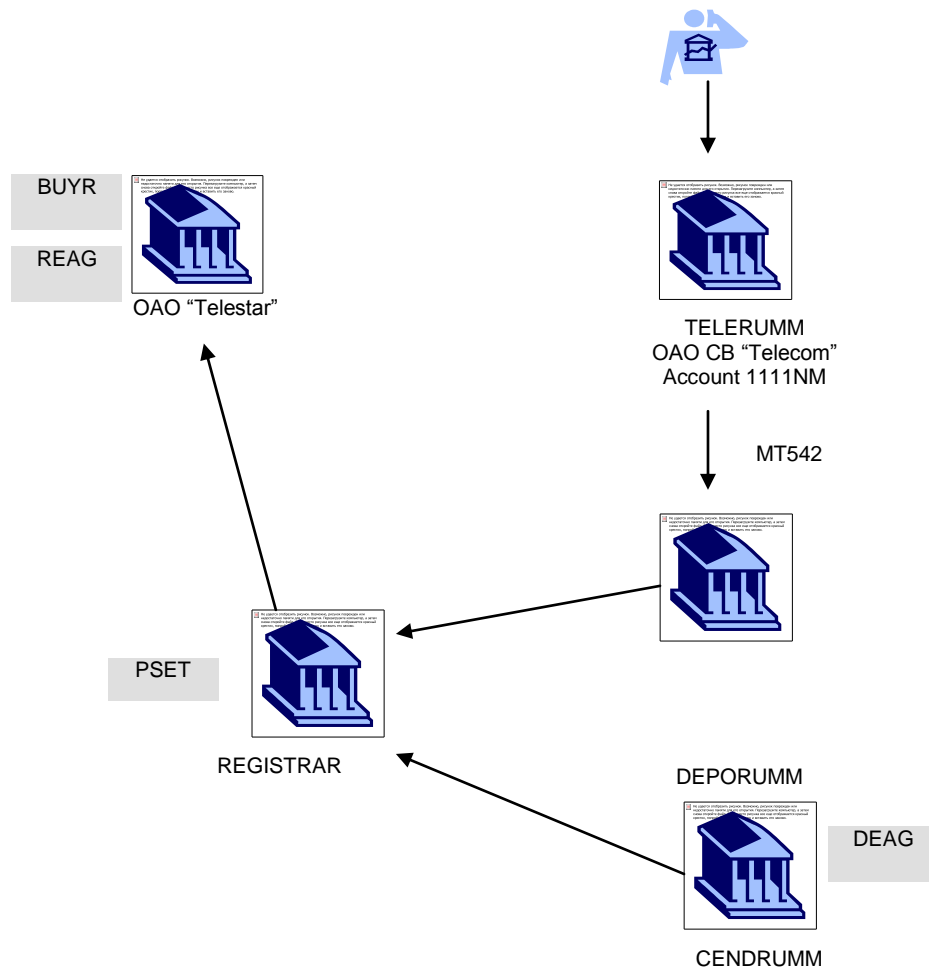 BUYR
REAG
OAO “Telestar”
TELERUMM
OAO CB “Telecom”
Account 1111NM
MT542
PSET
REGISTRAR
DEPORUMM
DEAG
CENDRUMM